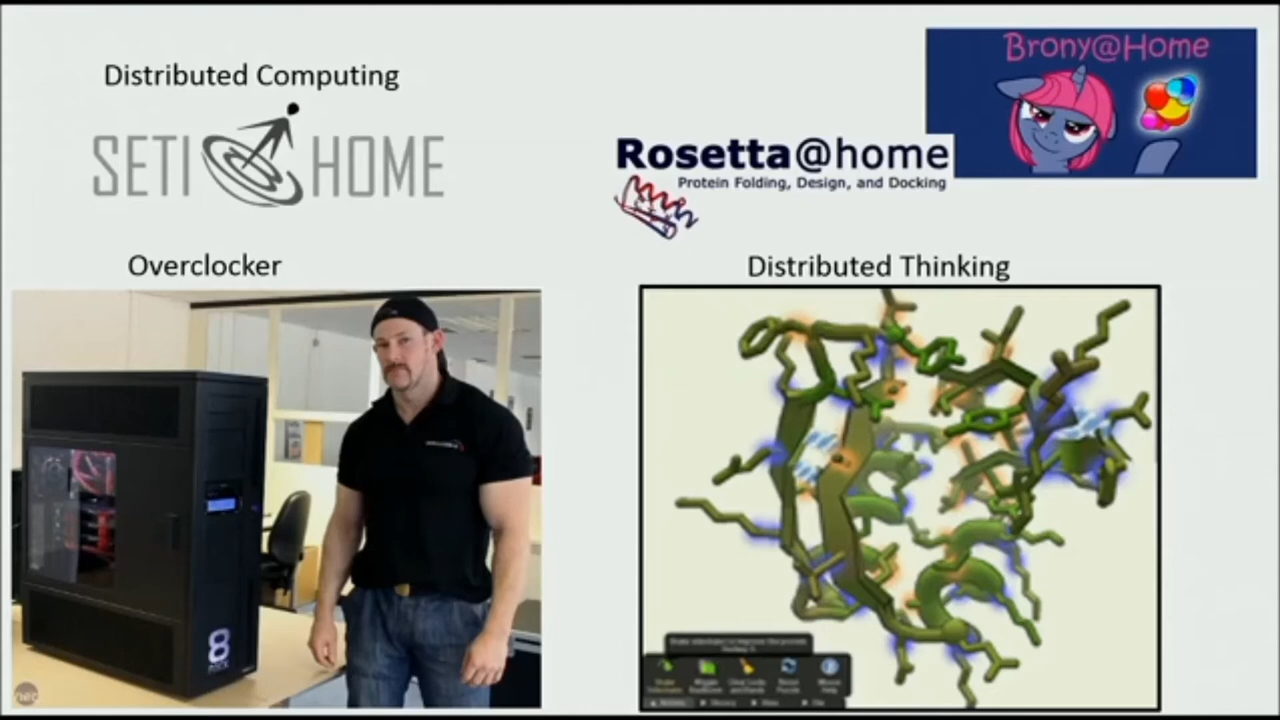 Distributed Computing
SETI HOME
Brony@Home
Rosetta@home
Protein Folding, Design, and Docking
Overclocker
Distributed Thinking
8